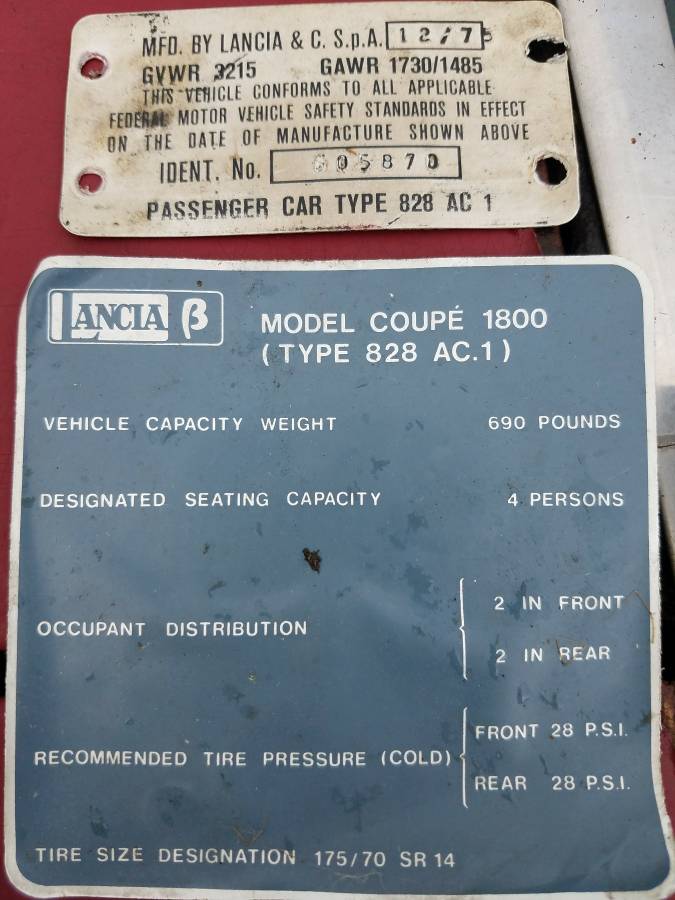 MFD. BY LANCIA & C. S.p.A. 12/75
GVWR 3215 GAWR 1730/1485
THIS VEHICLE CONFORMS TO ALL APPLICABLE
FEDERAL MOTOR VEHICLE SAFETY STANDARDS IN EFFECT
ON THE DATE OF MANUFACTURE SHOWN ABOVE
IDENT. No. 005870
PASSENGER CAR TYPE 828 AC 1
LANCIA β
MODEL COUPÉ 1800
(TYPE 828 AC.1)
VEHICLE CAPACITY WEIGHT 690 POUNDS
DESIGNATED SEATING CAPACITY 4 PERSONS
OCCUPANT DISTRIBUTION
2 IN FRONT
2 IN REAR
RECOMMENDED TIRE PRESSURE (COLD)
FRONT 28 P.S.I.
REAR 28 P.S.I.
TIRE SIZE DESIGNATION 175/70 SR 14